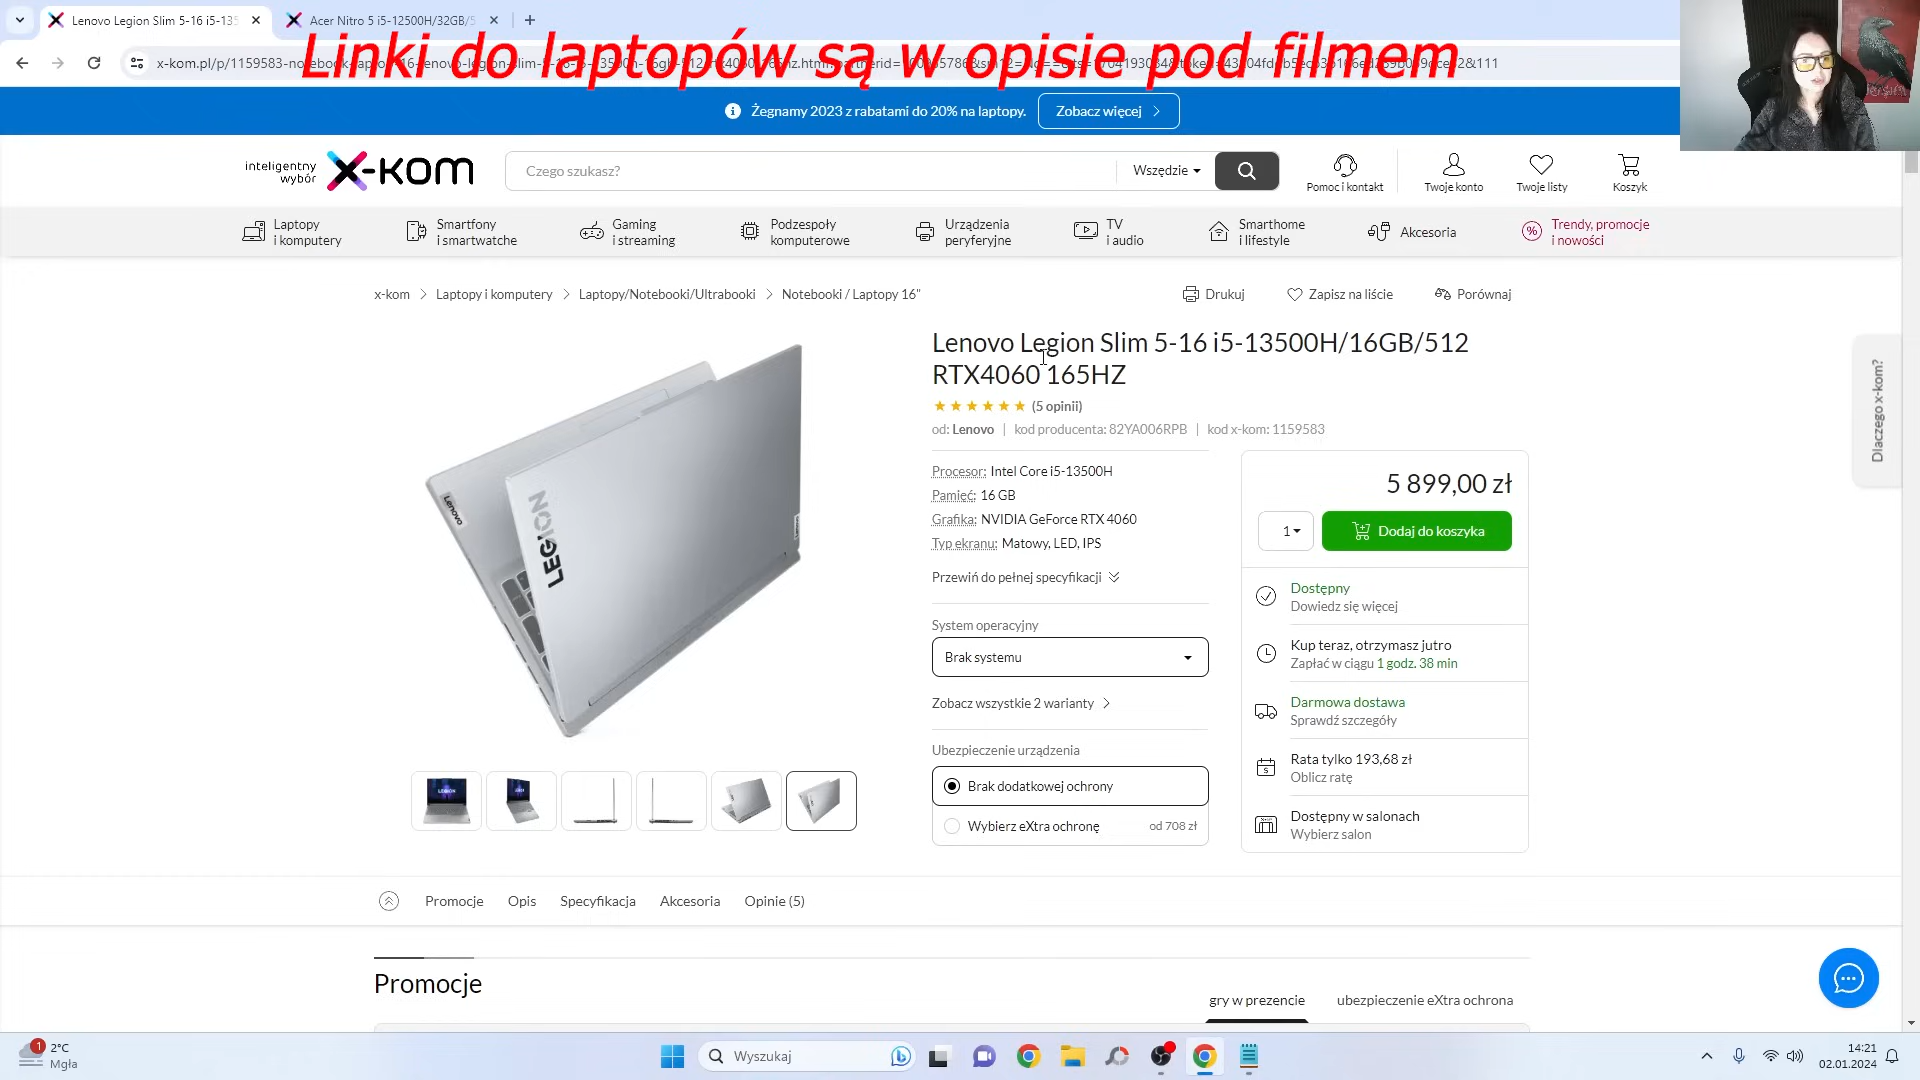 Lenovo Legion Slim 5-16 i5-135
Acer Nitro 5 i5-12500H/32GB/5
Linki do laptopów są w opisie pod filmem
Żegnamy 2023 z rabatami do 20% na laptopy.
Zobacz więcej
inteligentny
wybór
x-kom
Czego szukasz?
Wszędzie
Pomoc i kontakt
Twoje konto
Twoje listy
Koszyk
Laptopy
i komputery
Smartfony
i smartwatche
Gaming
i streaming
Podzespoły
komputerowe
Urządzenia
peryferyjne
TV
i audio
Smarthome
i lifestyle
Akcesoria
Trendy, promocje
i nowości
x-kom
Laptopy i komputery
Laptopy/Notebooki/Ultrabooki
Notebooki / Laptopy 16"
Drukuj
Zapisz na liście
Porównaj
Lenovo Legion Slim 5-16 i5-13500H/16GB/512
RTX4060 165HZ
(5 opinii)
od: Lenovo | kod producenta: 82YA006RPB | kod x-kom: 1159583
Procesor: Intel Core i5-13500H
Pamięć: 16 GB
Grafika: NVIDIA GeForce RTX 4060
Typ ekranu: Matowy, LED, IPS
Przewiń do pełnej specyfikacji
System operacyjny
Brak systemu
Zobacz wszystkie 2 warianty
Ubezpieczenie urządzenia
Brak dodatkowej ochrony
Wybierz eXtra ochronę
od 708 zł
5 899,00 zł
1
Dodaj do koszyka
Dostępny
Dowiedz się więcej
Kup teraz, otrzymasz jutro
Zapłać w ciągu 1 godz. 38 min
Darmowa dostawa
Sprawdź szczegóły
Rata tylko 193,68 zł
Oblicz ratę
Dostępny w salonach
Wybierz salon
Dlaczego x-kom?
Lenovo
LEGION
Promocje
Opis
Specyfikacja
Akcesoria
Opinie (5)
Promocje
gry w prezencie
ubezpieczenie eXtra ochrona
1
2°C
Mgła
Wyszukaj
14:21
02.01.2024